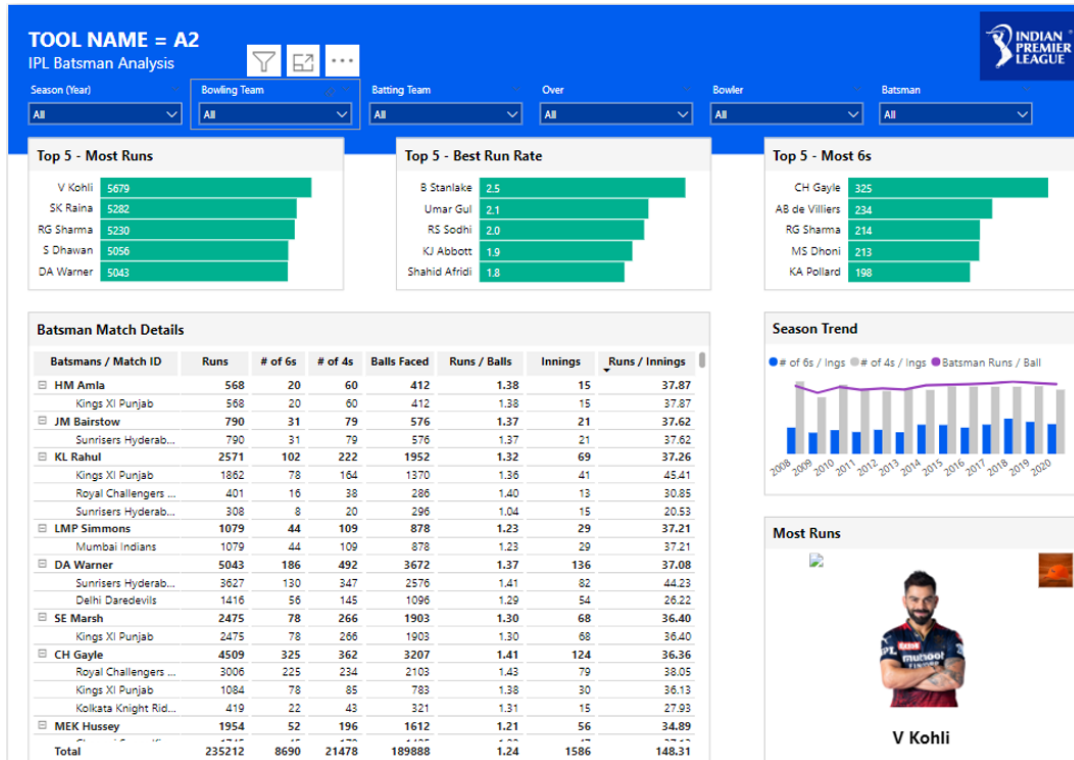 TOOL NAME = A2
IPL Batsman Analysis
INDIAN
PREMIER
LEAGUE
Season (Year) Bowling Team Batting Team Over Bowler Batsman
All All All All All All
Top 5 - Most Runs
V Kohli 5679
SK Raina 5282
RG Sharma 5230
S Dhawan 5056
DA Warner 5043
Top 5 - Best Run Rate
B Stanlake 2.5
Umar Gul 2.1
RS Sodhi 2.0
KJ Abbott 1.9
Shahid Afridi 1.8
Top 5 - Most 6s
CH Gayle 325
AB de Villiers 234
RG Sharma 214
MS Dhoni 213
KA Pollard 198
Batsman Match Details
Batsmans / Match ID Runs # of 6s # of 4s Balls Faced Runs / Balls Innings Runs / Innings
HM Amla 568 20 60 412 1.38 15 37.87
Kings XI Punjab 568 20 60 412 1.38 15 37.87
JM Bairstow 790 31 79 576 1.37 21 37.62
Sunrisers Hyderab... 790 31 79 576 1.37 21 37.62
KL Rahul 2571 102 222 1952 1.32 69 37.26
Kings XI Punjab 1862 78 164 1370 1.36 41 45.41
Royal Challengers ... 401 16 38 286 1.40 13 30.85
Sunrisers Hyderab... 308 8 20 296 1.04 15 20.53
LMP Simmons 1079 44 109 878 1.23 29 37.21
Mumbai Indians 1079 44 109 878 1.23 29 37.21
DA Warner 5043 186 492 3672 1.37 136 37.08
Sunrisers Hyderab... 3627 130 347 2576 1.41 82 44.23
Delhi Daredevils 1416 56 145 1096 1.29 54 26.22
SE Marsh 2475 78 266 1903 1.30 68 36.40
Kings XI Punjab 2475 78 266 1903 1.30 68 36.40
CH Gayle 4509 325 362 3207 1.41 124 36.36
Royal Challengers ... 3006 225 234 2103 1.43 79 38.05
Kings XI Punjab 1084 78 85 783 1.38 30 36.13
Kolkata Knight Rid... 419 22 43 321 1.31 15 27.93
MEK Hussey 1954 52 196 1612 1.21 56 34.89
Total 235212 8690 21478 189888 1.24 1586 148.31
Season Trend
# of 6s / Ings # of 4s / Ings Batsman Runs / Ball
2008 2009 2010 2011 2012 2013 2014 2015 2016 2017 2018 2019 2020
Most Runs
V Kohli